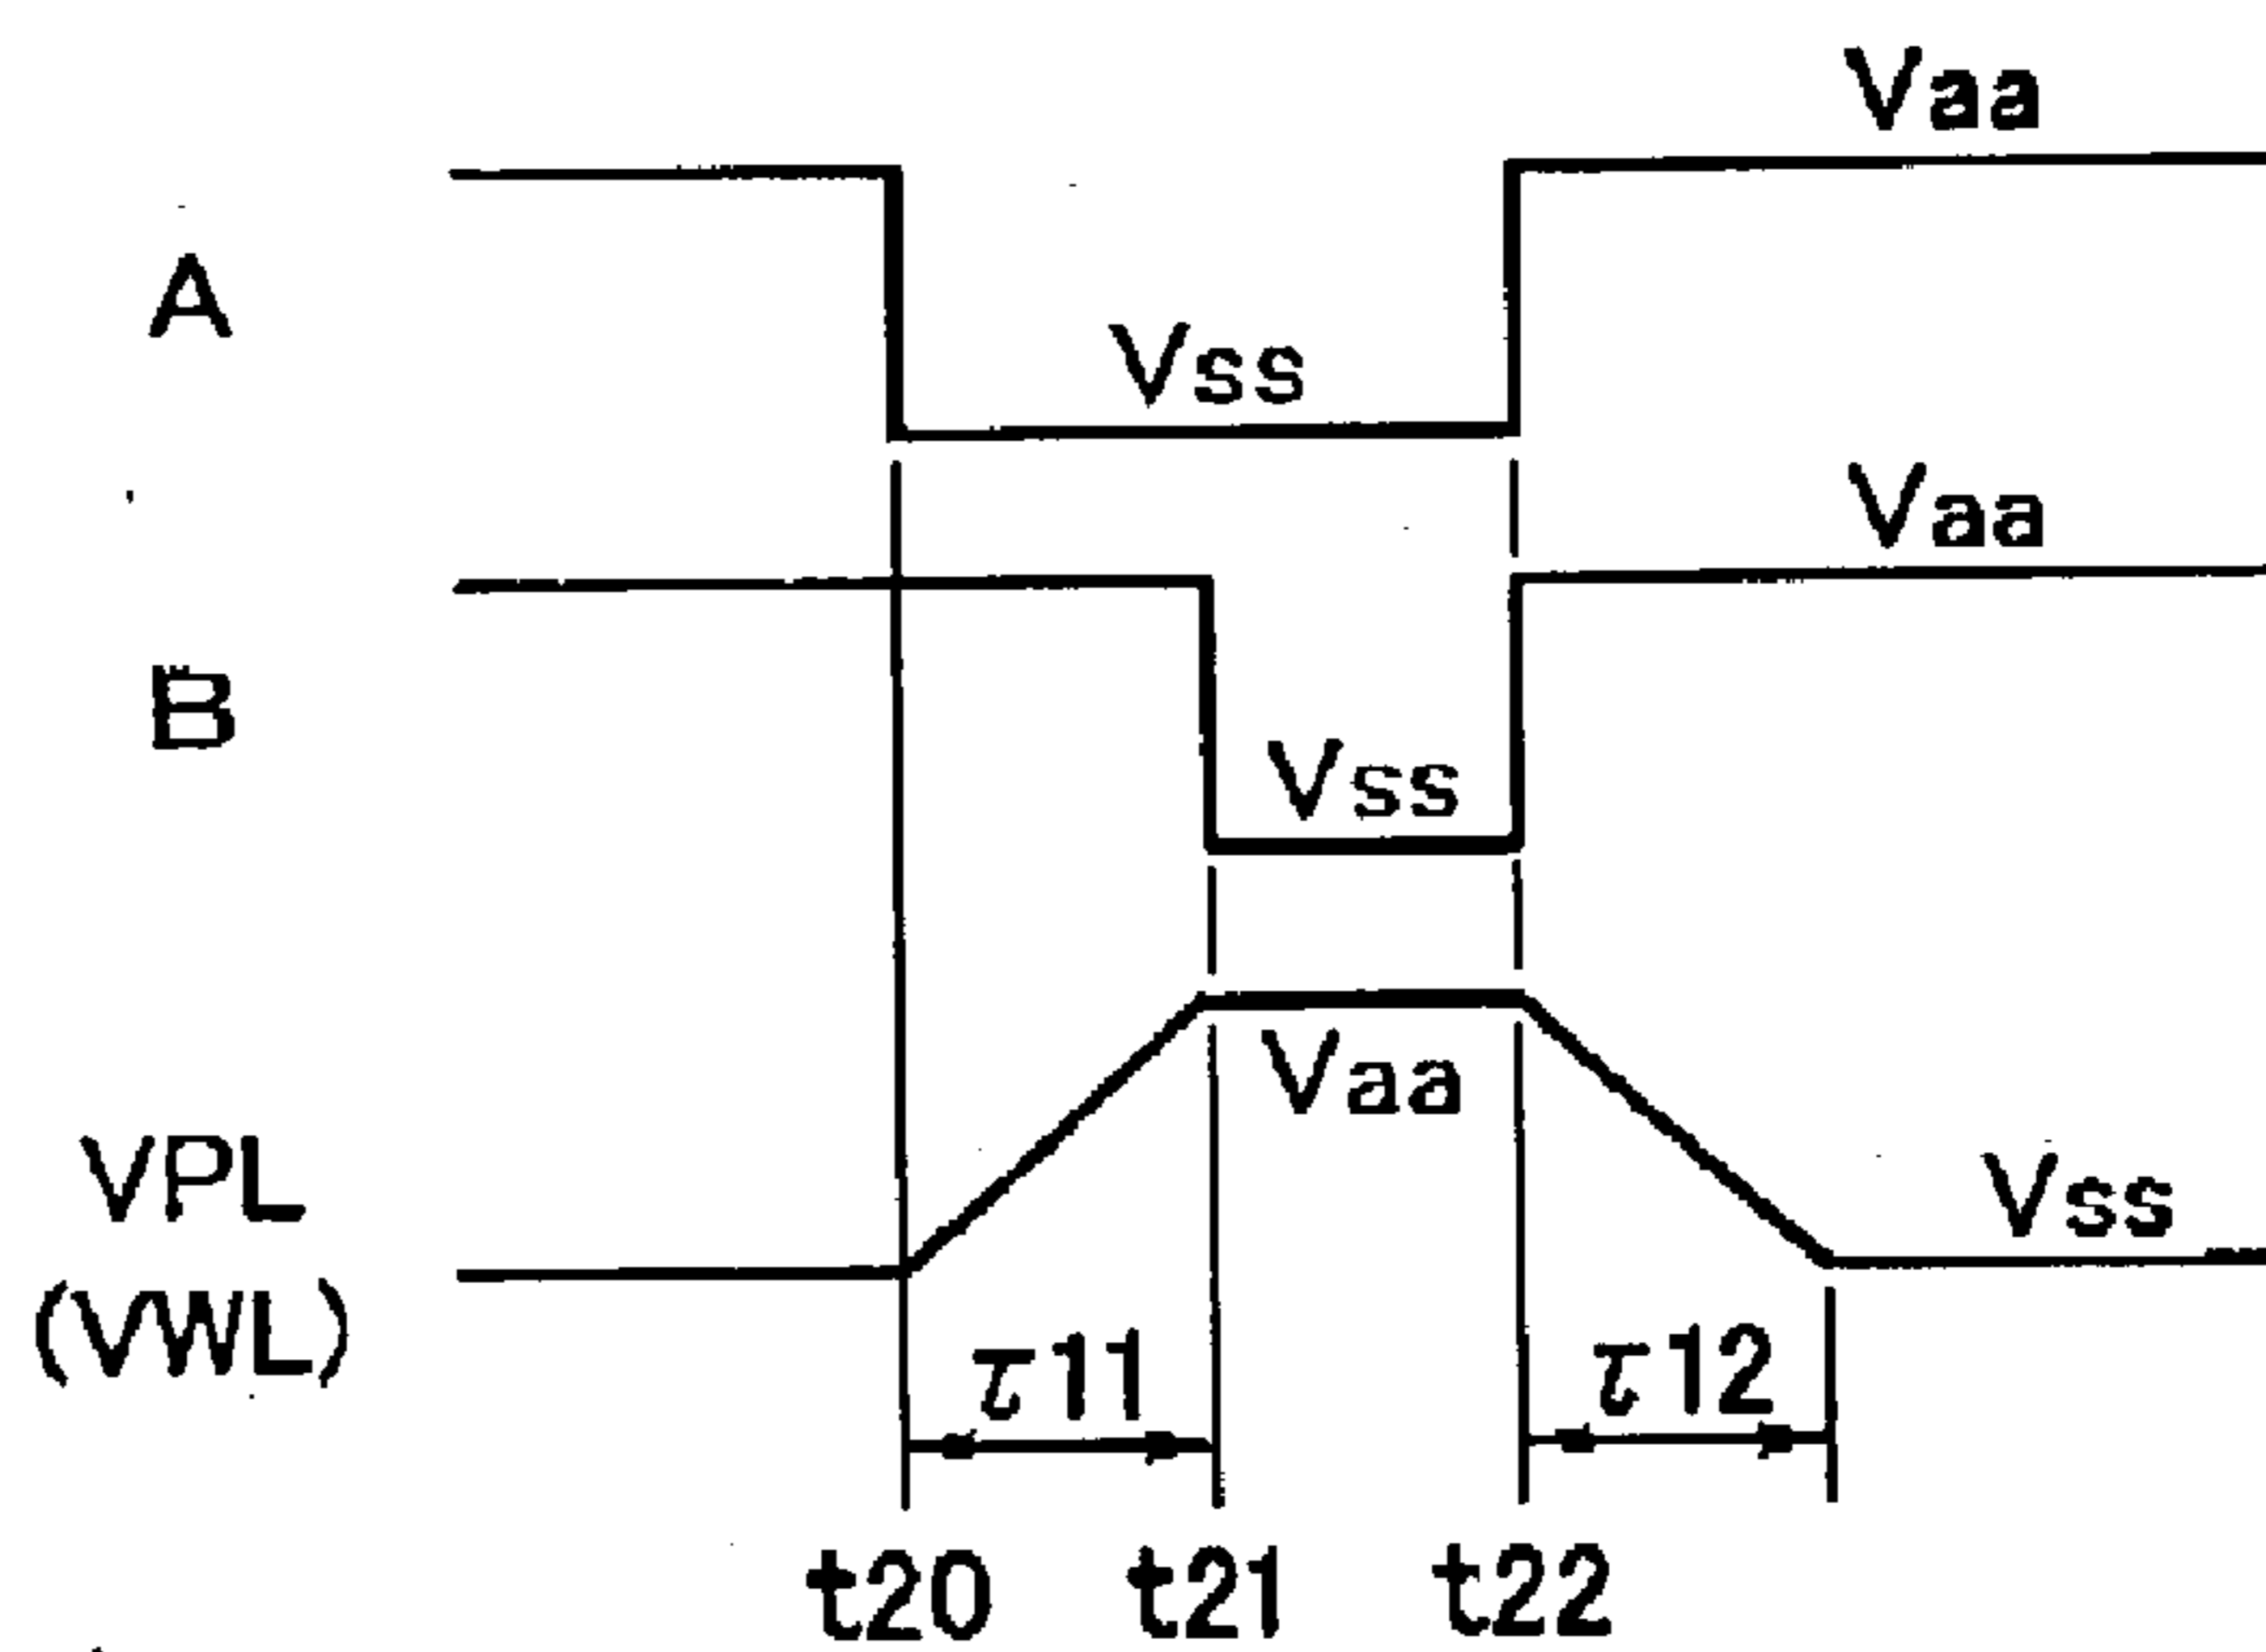 Vaa
A
Vss
Vaa
B
Vss
Vaa
VPL
(VWL)
Vss
τ11
τ12
t20
t21
t22